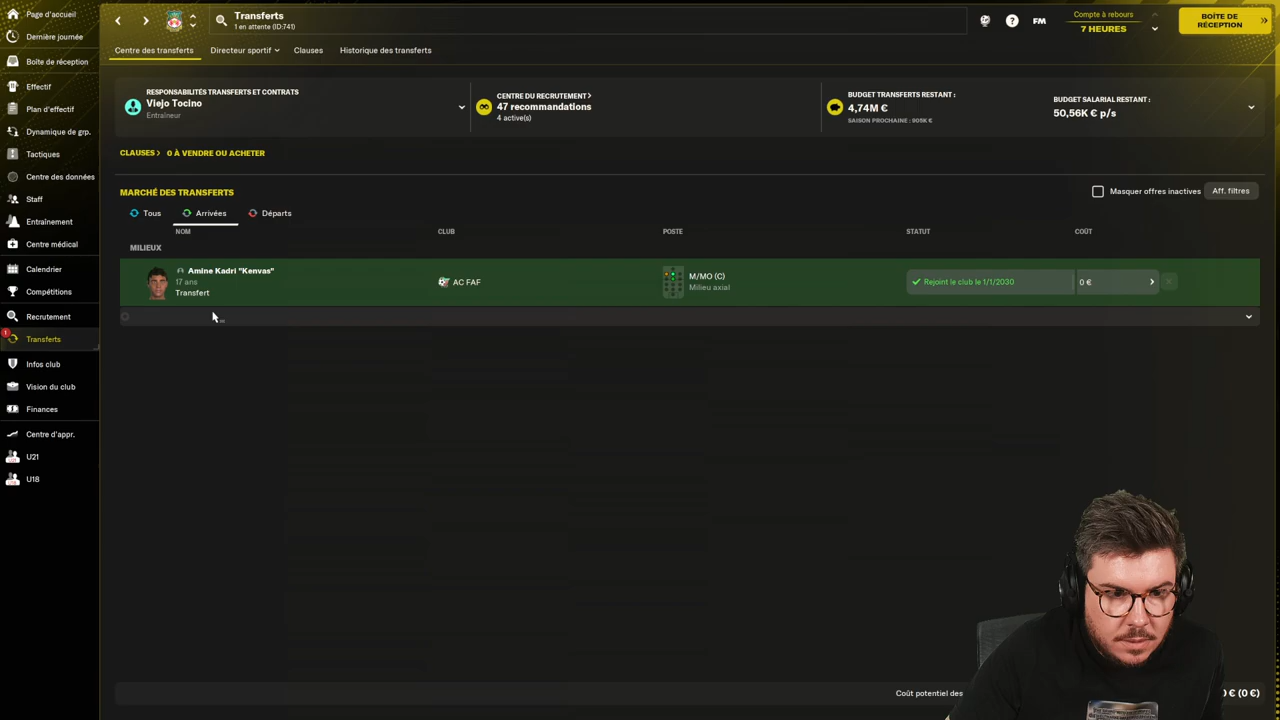 Page d'accueil
Dernière journée
Boîte de réception
Effectif
Plan d'effectif
Dynamique de grp.
Tactiques
Centre des données
Staff
Entraînement
Centre médical
Calendrier
Compétitions
Recrutement
1
Transferts
Infos club
Vision du club
Finances
Centre d'appr.
U21
U18
Transferts
1 en attente (ID:741)
FM
Compte à rebours
7 HEURES
BOÎTE DE
RÉCEPTION
Centre des transferts
Directeur sportif
Clauses
Historique des transferts
RESPONSABILITÉS TRANSFERTS ET CONTRATS
Viejo Tocino
Entraîneur
CENTRE DU RECRUTEMENT >
47 recommandations
4 active(s)
BUDGET TRANSFERTS RESTANT :
4,74M €
SAISON PROCHAINE : 905K €
BUDGET SALARIAL RESTANT :
50,56K € p/s
CLAUSES > 0 À VENDRE OU ACHETER
MARCHÉ DES TRANSFERTS
Masquer offres inactives
Aff. filtres
Tous
Arrivées
Départs
NOM
CLUB
POSTE
STATUT
COÛT
MILIEUX
Amine Kadri "Kenvas"
17 ans
Transfert
AC FAF
M/MO (C)
Milieu axial
Rejoint le club le 1/1/2030
0 €
Coût potentiel des
0 € (0 €)